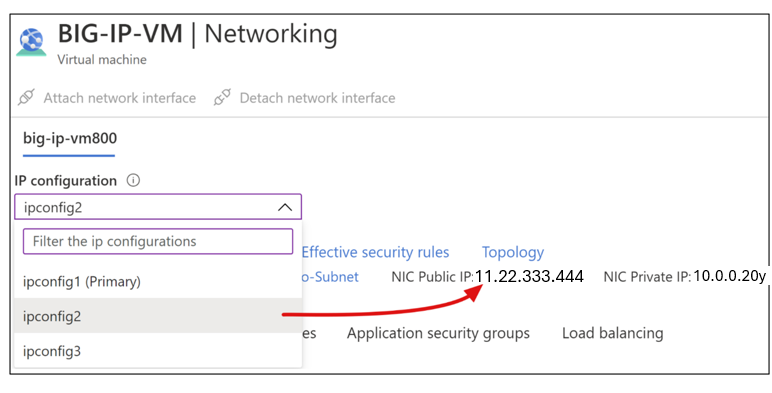 BIG-IP-VM | Networking
Virtual machine
Attach network interface Detach network interface
big-ip-vm800
IP configuration
ipconfig2
Filter the ip configurations
Effective security rules Topology
ipconfig1 (Primary)
o-Subnet NIC Public IP: 11.22.333.444 NIC Private IP: 10.0.0.20y
ipconfig2
es Application security groups Load balancing
ipconfig3